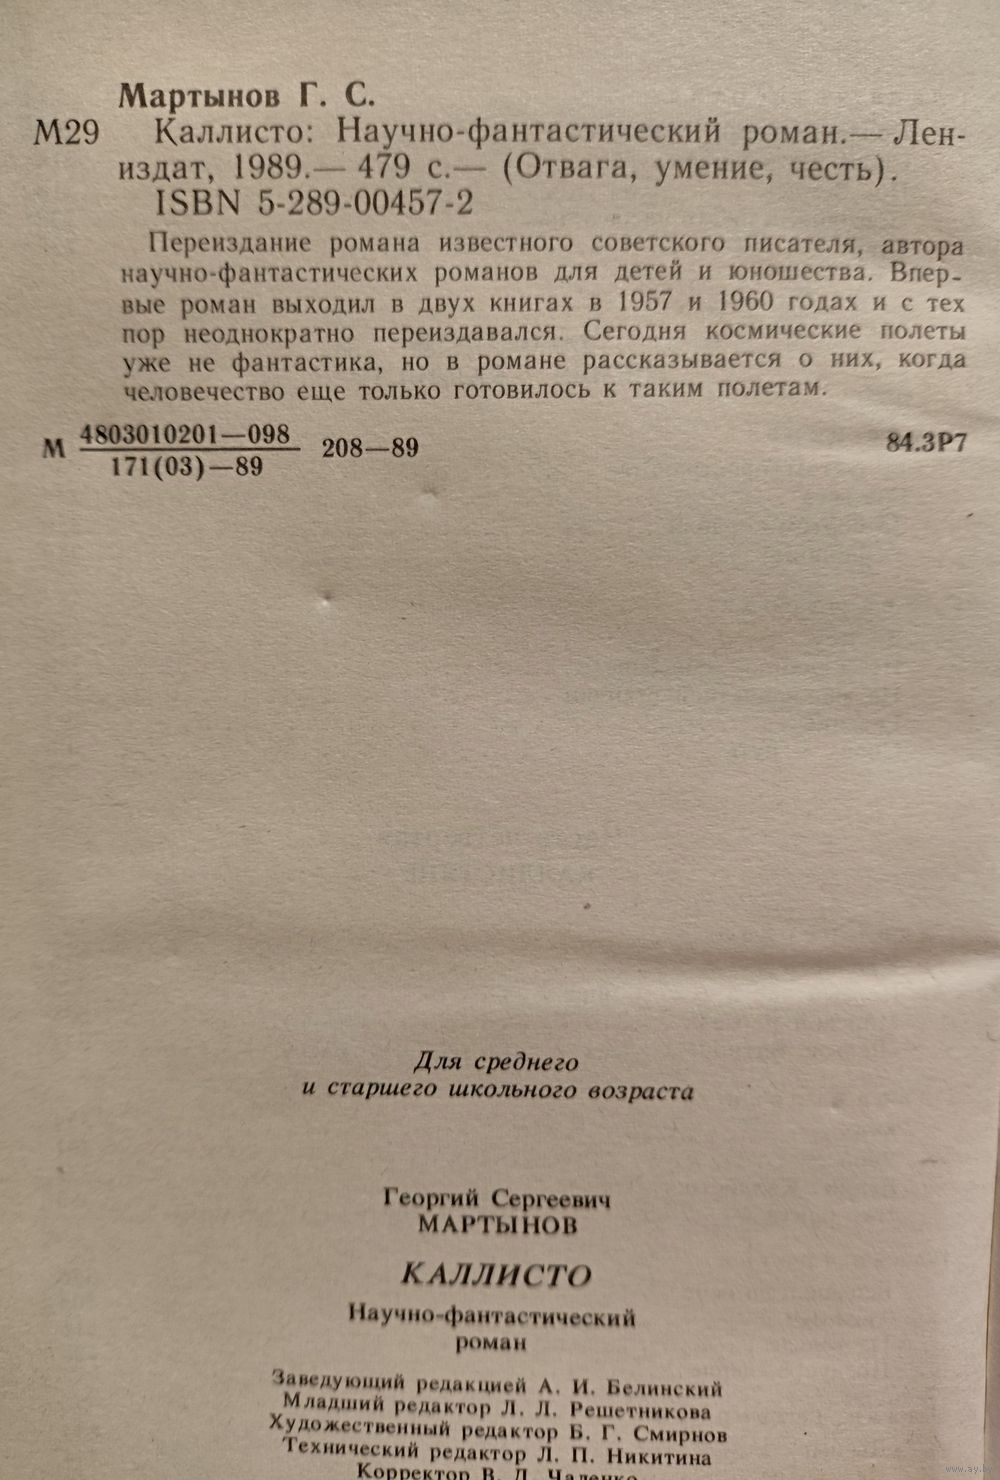 Мартынов Г. С.
М29 Каллисто: Научно-фантастический роман.— Лен-
издат, 1989.— 479 с.— (Отвага, умение, честь).
ISBN 5-289-00457-2
Переиздание романа известного советского писателя, автора
научно-фантастических романов для детей и юношества. Впер-
вые роман выходил в двух книгах в 1957 и 1960 годах и с тех
пор неоднократно переиздавался. Сегодня космические полеты
уже не фантастика, но в романе рассказывается о них, когда
человечество еще только готовилось к таким полетам.
М 4803010201—098 208—89 84.3Р7
171(03)—89
Для среднего
и старшего школьного возраста
Георгий Сергеевич
МАРТЫНОВ
КАЛЛИСТО
Научно-фантастический
роман
Заведующий редакцией А. И. Белинский
Младший редактор Л. Л. Решетникова
Художественный редактор Б. Г. Смирнов
Технический редактор Л. П. Никитина
Корректор В. Д. Чаленко